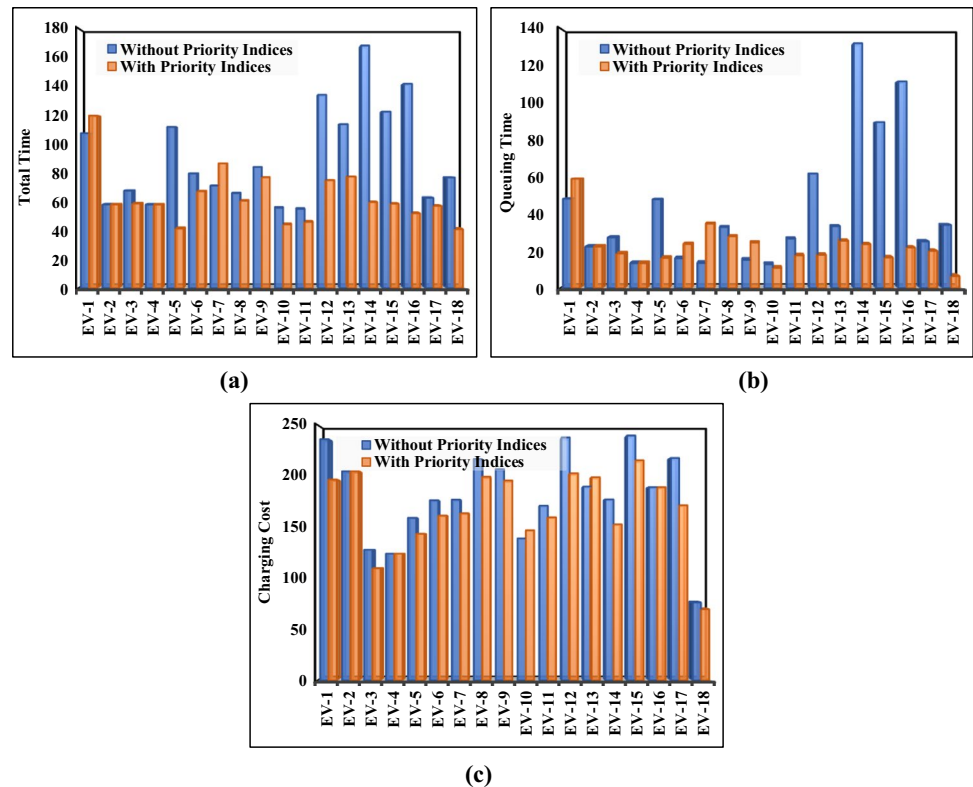 180
160
140
120
100
80
60
40
20
0
Total Time
Without Priority Indices
With Priority Indices
EV-1
EV-2
EV-3
EV-4
EV-5
EV-6
EV-7
EV-8
EV-9
EV-10
EV-11
EV-12
EV-13
EV-14
EV-15
EV-16
EV-17
EV-18
(a)
140
120
100
80
60
40
20
0
Queuing Time
Without Priority Indices
With Priority Indices
EV-1
EV-2
EV-3
EV-4
EV-5
EV-6
EV-7
EV-8
EV-9
EV-10
EV-11
EV-12
EV-13
EV-14
EV-15
EV-16
EV-17
EV-18
(b)
250
200
150
100
50
0
Charging Cost
Without Priority Indices
With Priority Indices
EV-1
EV-2
EV-3
EV-4
EV-5
EV-6
EV-7
EV-8
EV-9
EV-10
EV-11
EV-12
EV-13
EV-14
EV-15
EV-16
EV-17
EV-18
(c)